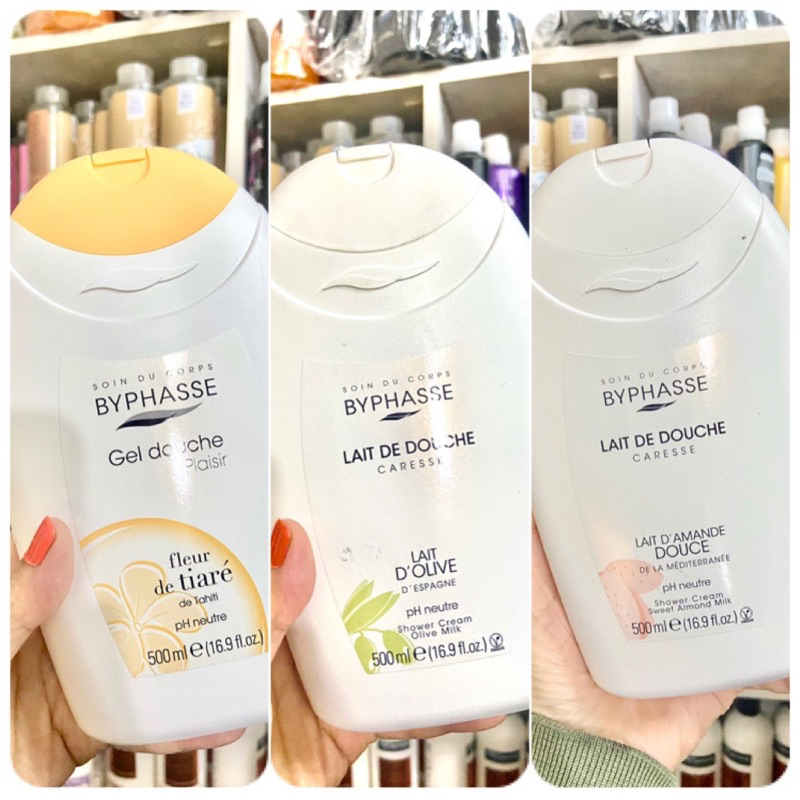 SOIN DU CORPS
BYPHASSE
Gel douche
Plaisir
fleur
de tiaré
de Tahiti
pH neutre
500 ml e (16.9 fl.oz.)
SOIN DU CORPS
BYPHASSE
LAIT DE DOUCHE
CARESSE
LAIT
D'OLIVE
D'ESPAGNE
pH neutre
Shower Cream
Olive Milk
500 ml e (16.9 fl.oz.)
SOIN DU CORPS
BYPHASSE
LAIT DE DOUCHE
CARESSE
LAIT D'AMANDE
DOUCE
DE LA MÉDITERRANÉE
pH neutre
Shower Cream
Sweet Almond Milk
500 ml e (16.9 fl.oz.)